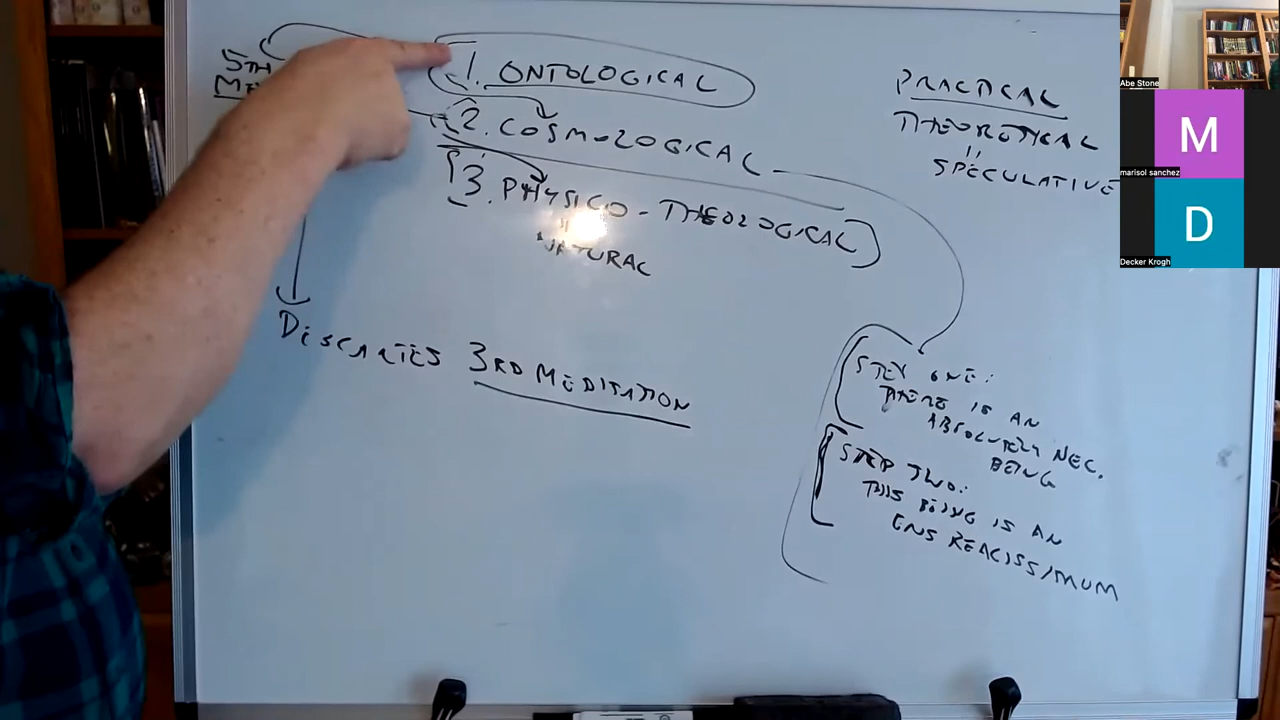 5TH
1. ONTOLOGICAL
2. COSMOLOGICAL
3. PHYSICO-THEOLOGICAL
"
NATURAL
DESCARTES 3RD MEDITATION
PRACTICAL
THEORETICAL
"
SPECULATIVE
STEP ONE:
THERE IS AN
ABSOLUTELY NEC.
BEING
STEP TWO:
THIS BEING IS AN
ENS REALISSIMUM
Abe Stone
M
marisol sanchez
D
Decker Krogh